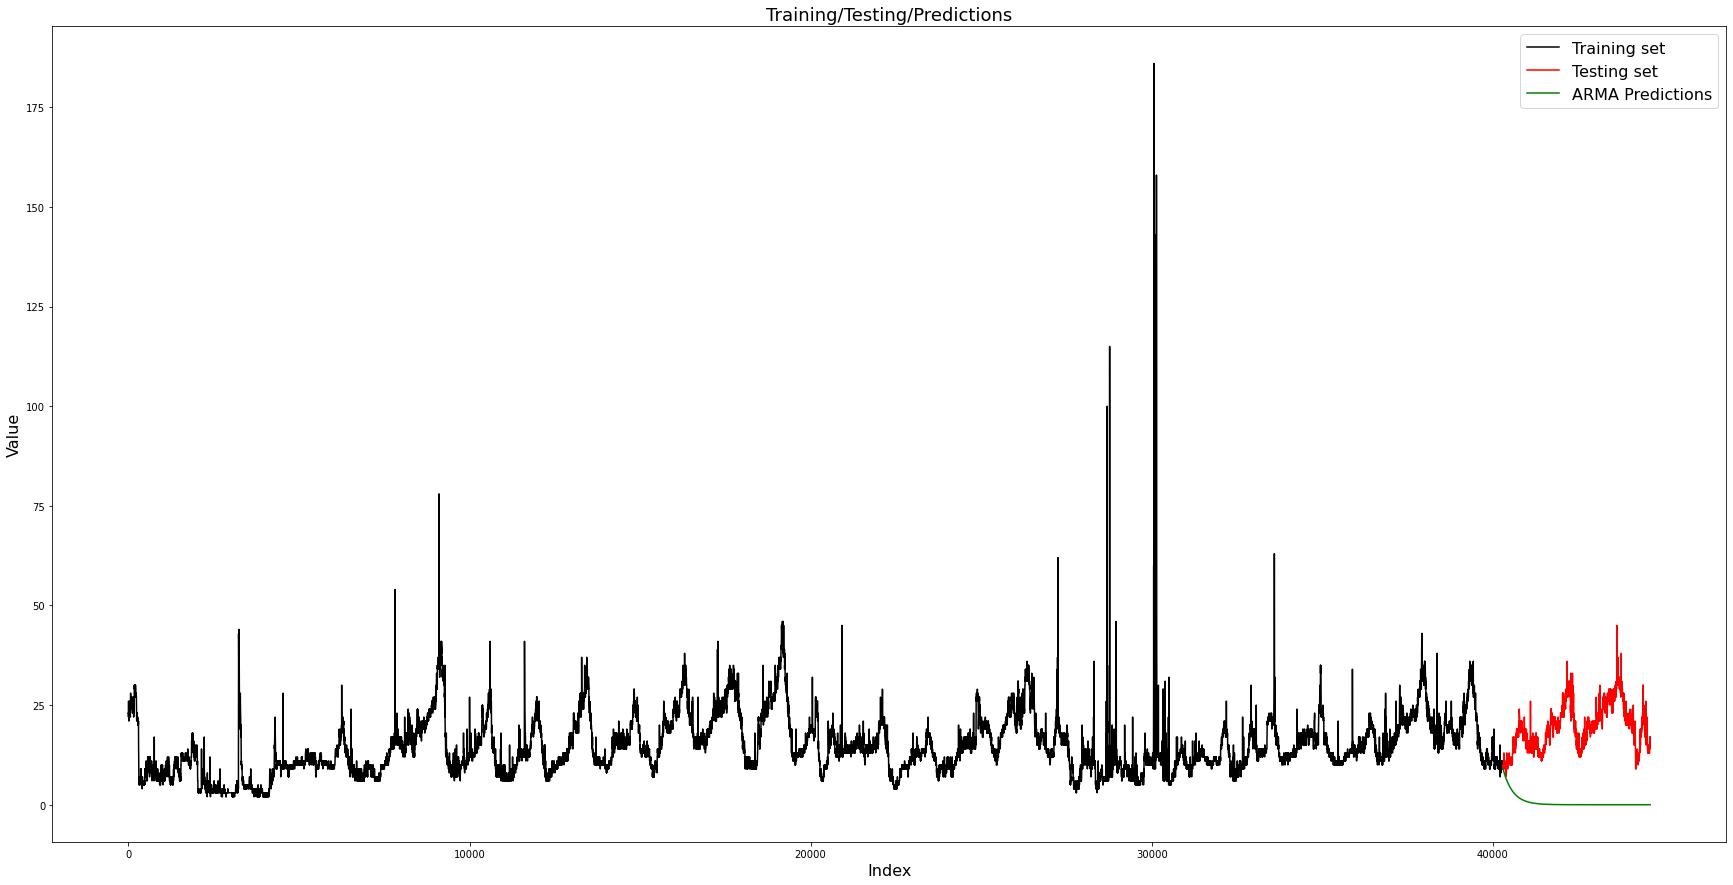 Training/Testing/Predictions
Training set
Testing set
ARMA Predictions
175
150
125
100
75
50
25
0
Value
0 10000 20000 30000 40000
Index